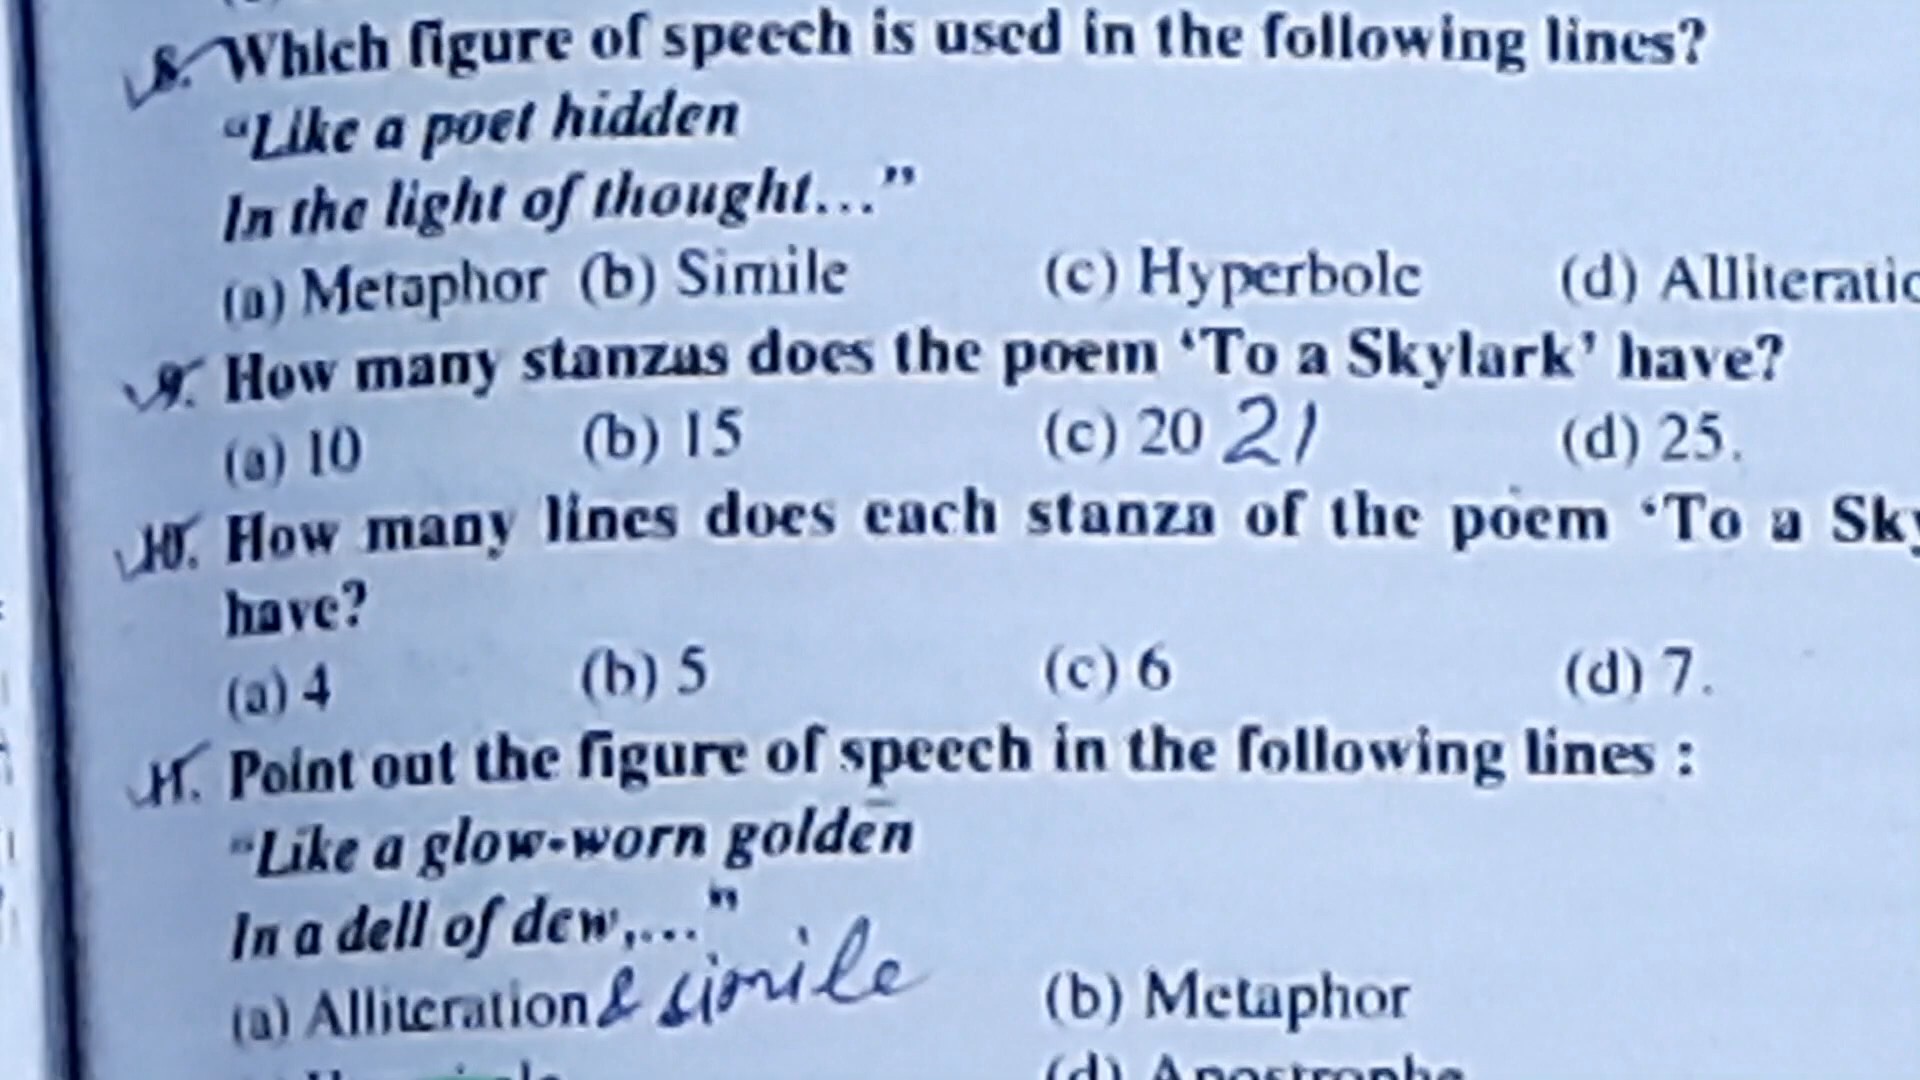 8. Which figure of speech is used in the following lines?
“Like a poet hidden
In the light of thought...”
(a) Metaphor (b) Simile (c) Hyperbole (d) Alliteratio
9. How many stanzas does the poem ‘To a Skylark’ have?
(a) 10 (b) 15 (c) 20 21 (d) 25.
10. How many lines does each stanza of the poem ‘To a Sky
have?
(a) 4 (b) 5 (c) 6 (d) 7.
11. Point out the figure of speech in the following lines :
“Like a glow-worn golden
In a dell of dew,...”
(a) Alliteration & simile (b) Metaphor
(d) Apostrophe